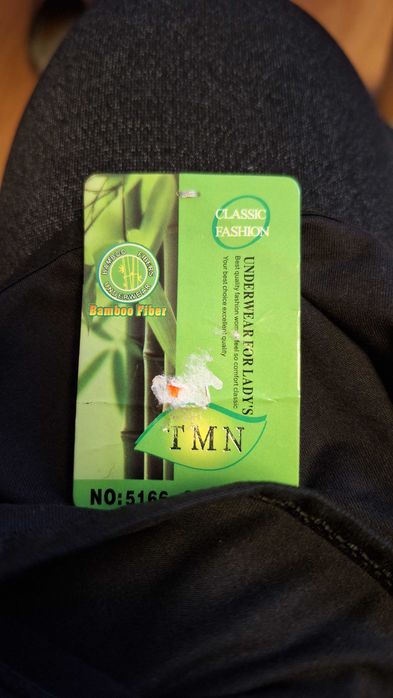 CLASSIC
FASHION
BAMBOO FIBERS
UNDERWEAR
Bamboo Fiber
UNDERWEAR FOR LADY'S
Best quality fashion women feel so comfort classic
Your best choice excellent quality
TMN
NO:5166